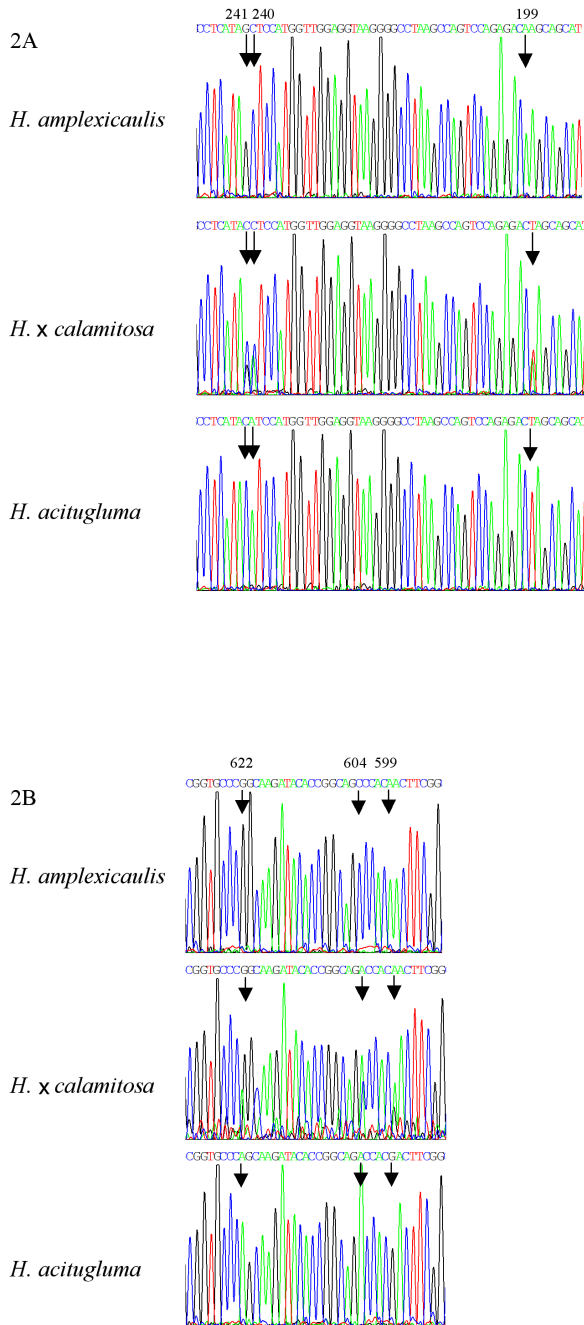 241 240 199
2A
CCTCATAGCTCCATGGTTGGAGGTAAGGGGCCTAAGCCAGTCCAGAGACAAGCAGCAT
H. amplexicaulis
CCTCATACCTCCATGGTTGGAGGTAAGGGGCCTAAGCCAGTCCAGAGACTAGCAGCAT
H. x calamitosa
CCTCATACATCCATGGTTGGAGGTAAGGGGCCTAAGCCAGTCCAGAGACTAGCAGCAT
H. acitugluma
622 604 599
2B
CGGTGCCCGGCAAGATACACCGGCAGCCCACAACTTCGG
H. amplexicaulis
CGGTGCCCGGCAAGATACACCGGCAGACCACAACTTCGG
H. x calamitosa
CGGTGCCCAGCAAGATACACCGGCAGACCACGACTTCGG
H. acitugluma